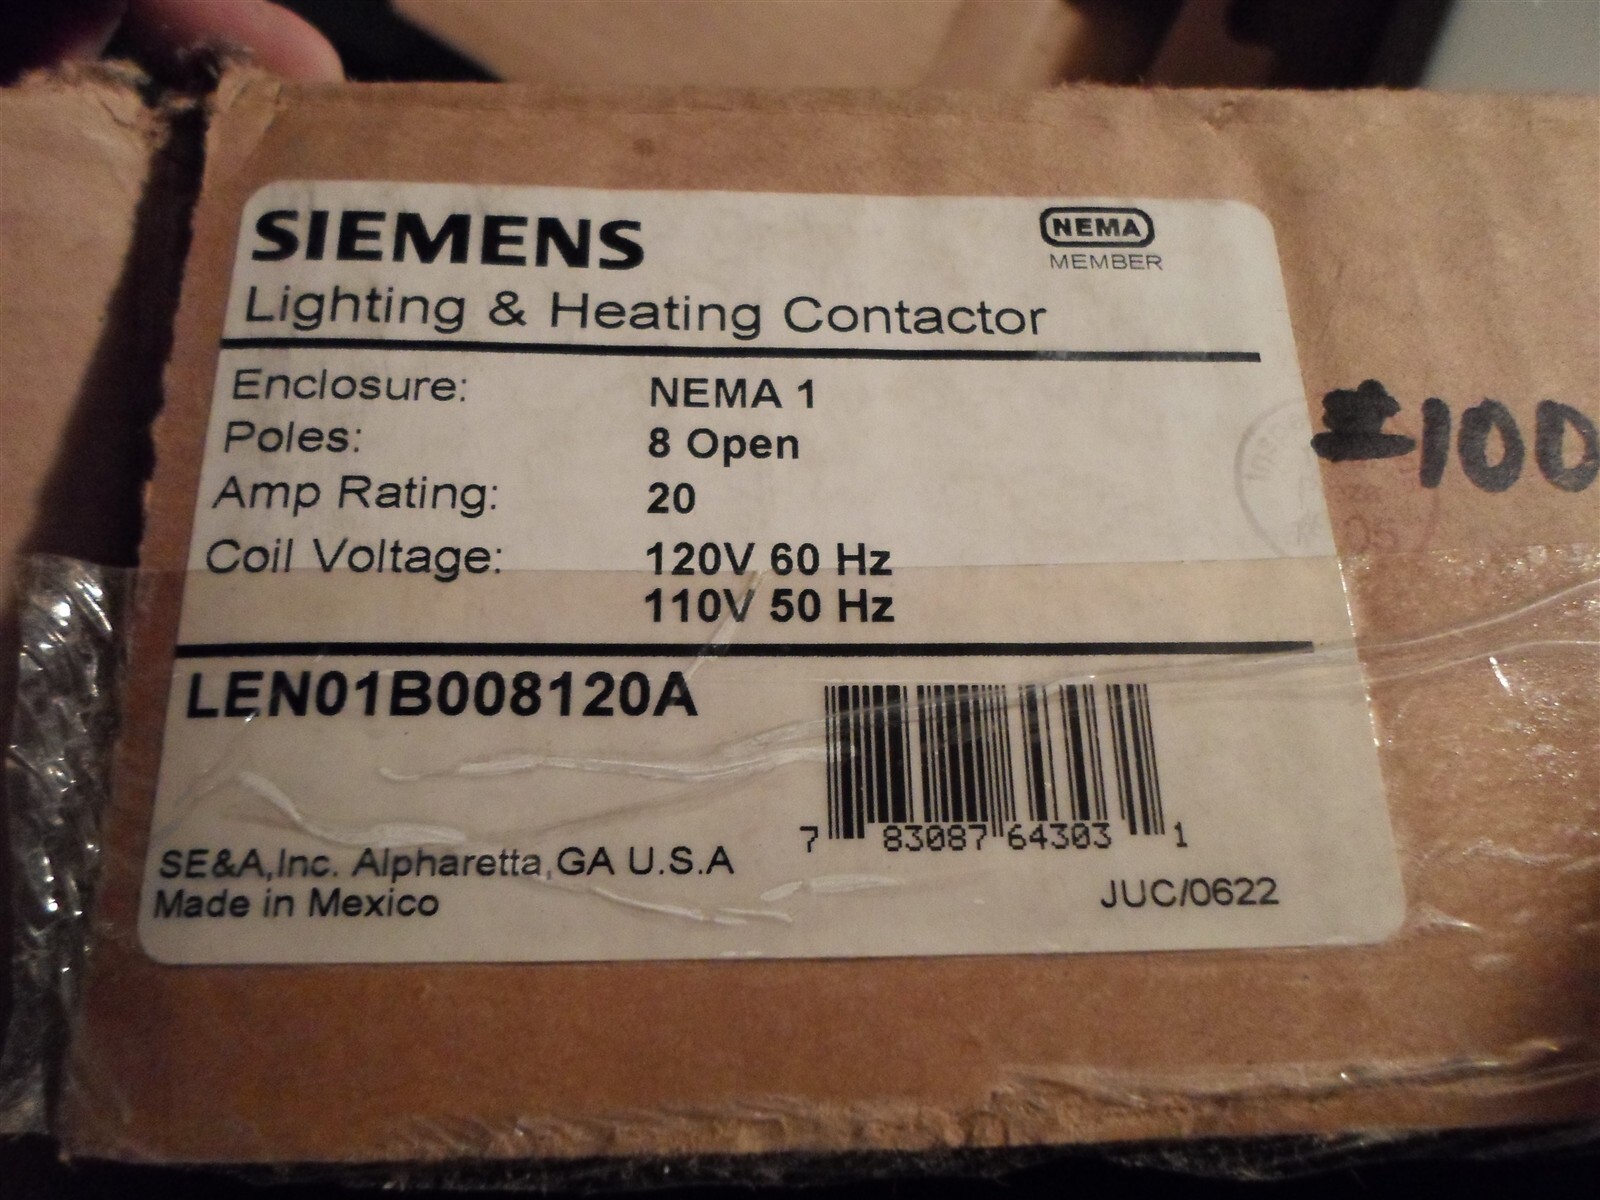 SIEMENS
NEMA
MEMBER
Lighting & Heating Contactor
Enclosure: NEMA 1
Poles: 8 Open
Amp Rating: 20
Coil Voltage: 120V 60 Hz
110V 50 Hz
#100
LEN01B008120A
7 83087 64303 1
SE&A,Inc. Alpharetta,GA U.S.A
Made in Mexico
JUC/0622